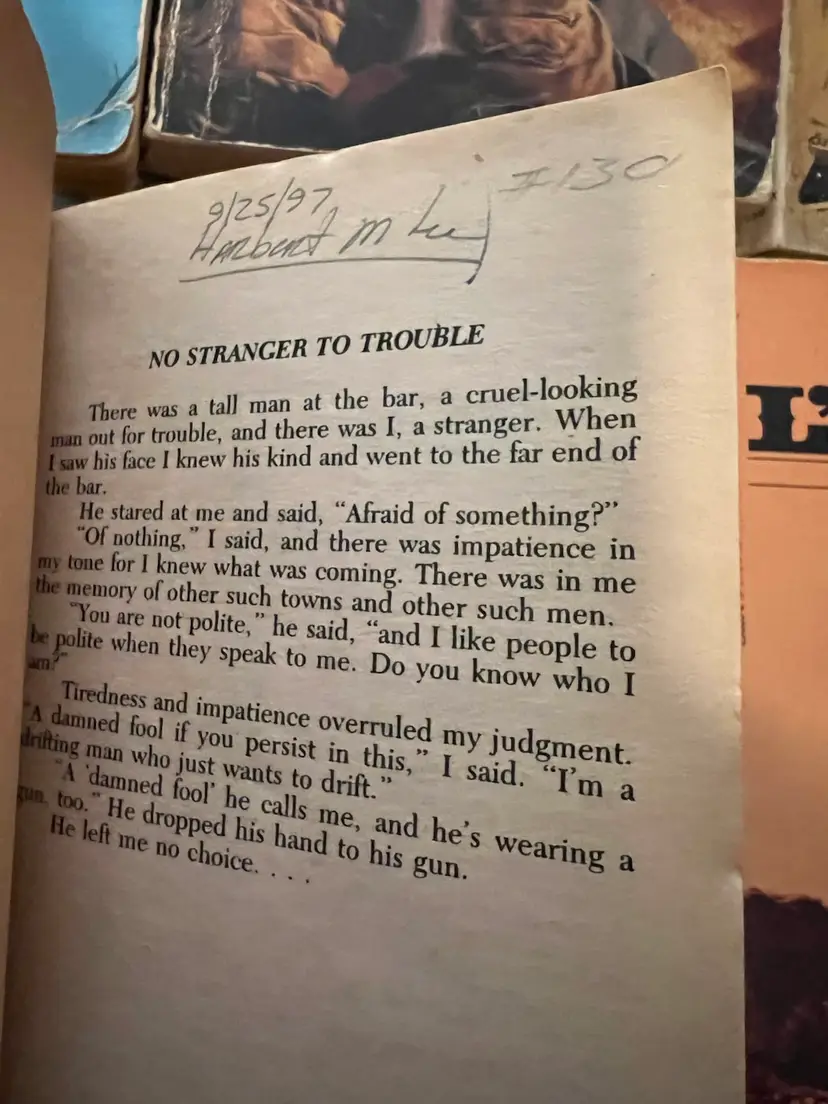 9/25/97 #130
Harbert M Lee
NO STRANGER TO TROUBLE
There was a tall man at the bar, a cruel-looking
man out for trouble, and there was I, a stranger. When
I saw his face I knew his kind and went to the far end of
the bar.
He stared at me and said, “Afraid of something?”
“Of nothing,” I said, and there was impatience in
my tone for I knew what was coming. There was in me
the memory of other such towns and other such men.
“You are not polite,” he said, “and I like people to
be polite when they speak to me. Do you know who I
am?”
Tiredness and impatience overruled my judgment.
“A damned fool if you persist in this,” I said. “I’m a
drifting man who just wants to drift.”
“A ‘damned fool’ he calls me, and he’s wearing a
gun, too.” He dropped his hand to his gun.
He left me no choice. . . .
L’